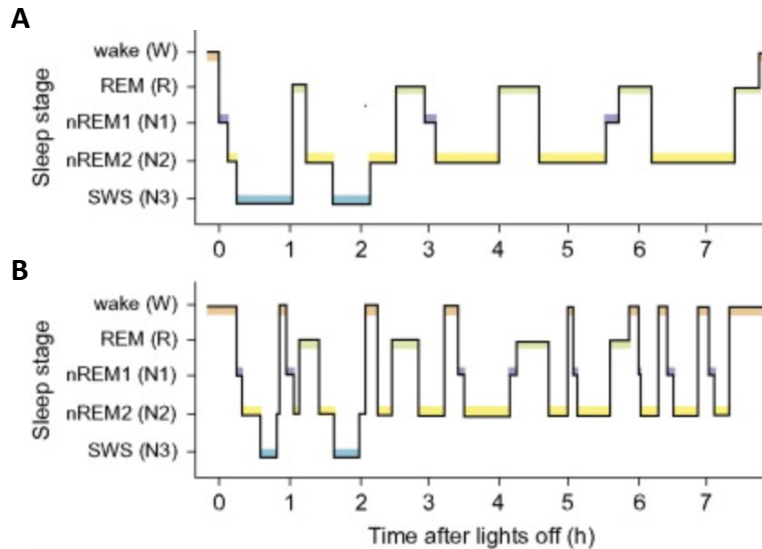 A
Sleep stage
wake (W)
REM (R)
nREM1 (N1)
nREM2 (N2)
SWS (N3)
0 1 2 3 4 5 6 7
B
Sleep stage
wake (W)
REM (R)
nREM1 (N1)
nREM2 (N2)
SWS (N3)
0 1 2 3 4 5 6 7
Time after lights off (h)